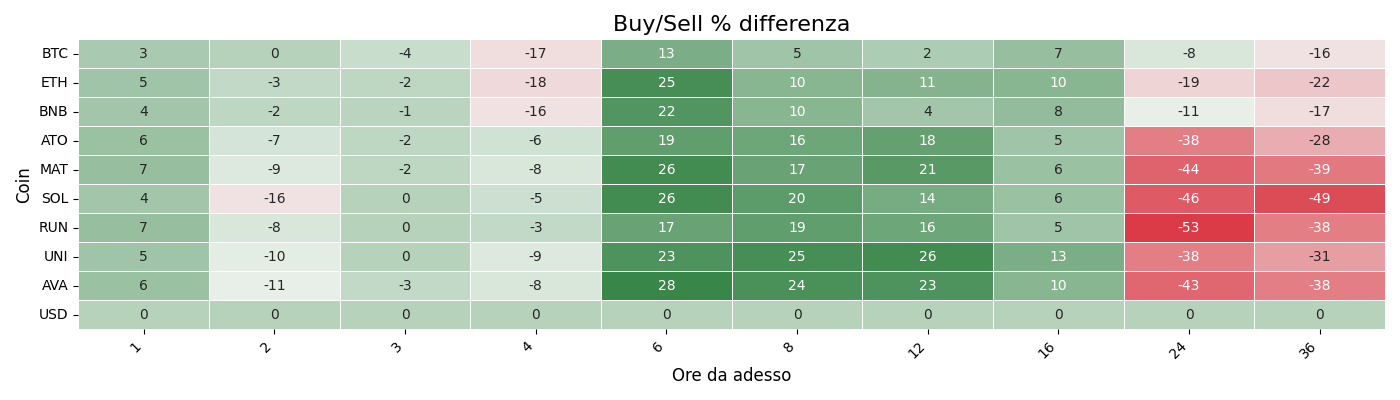 Buy/Sell % differenza
Coin
BTC 3 0 -4 -17 13 5 2 7 -8 -16
ETH 5 -3 -2 -18 25 10 11 10 -19 -22
BNB 4 -2 -1 -16 22 10 4 8 -11 -17
ATO 6 -7 -2 -6 19 16 18 5 -38 -28
MAT 7 -9 -2 -8 26 17 21 6 -44 -39
SOL 4 -16 0 -5 26 20 14 6 -46 -49
RUN 7 -8 0 -3 17 19 16 5 -53 -38
UNI 5 -10 0 -9 23 25 26 13 -38 -31
AVA 6 -11 -3 -8 28 24 23 10 -43 -38
USD 0 0 0 0 0 0 0 0 0 0
1 2 3 4 6 8 12 16 24 36
Ore da adesso